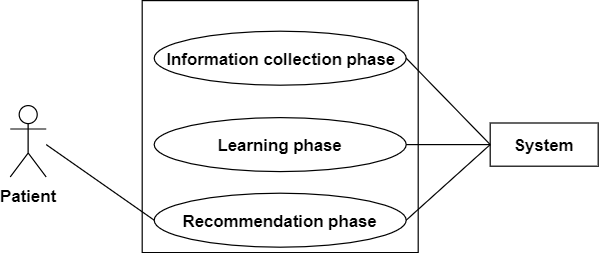 Information collection phase
Learning phase
System
Patient
Recommendation phase